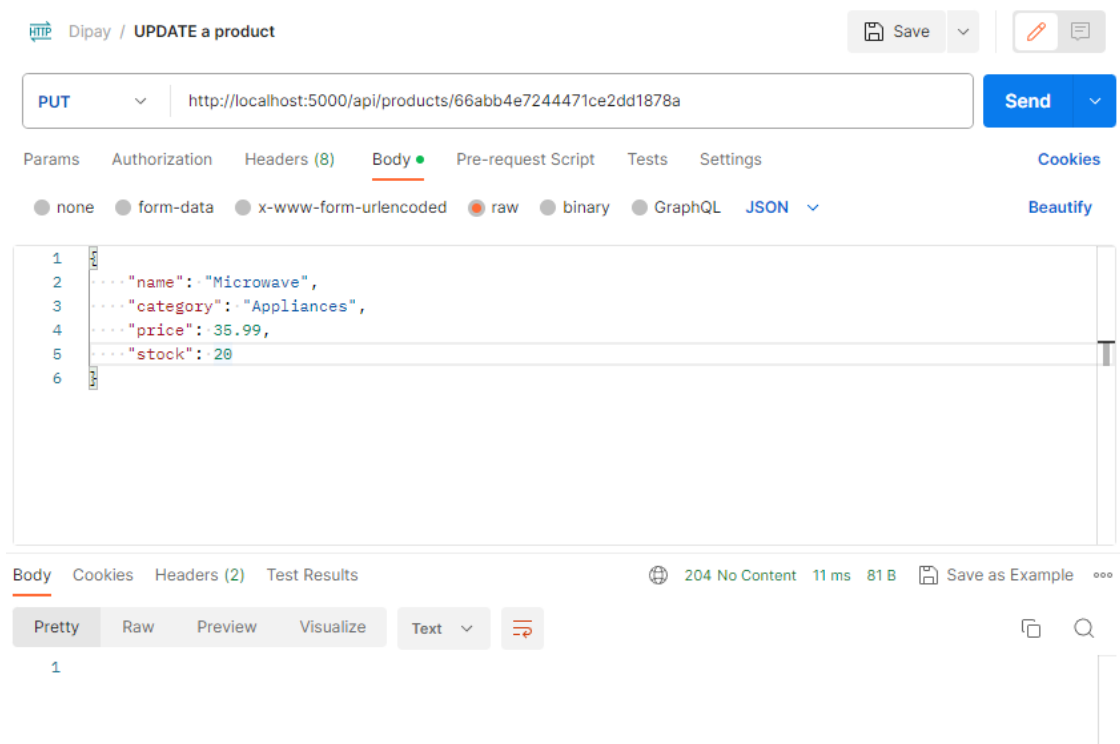 HTTP Dipay / UPDATE a product Save
PUT http://localhost:5000/api/products/66abb4e7244471ce2dd1878a Send
Params Authorization Headers (8) Body Pre-request Script Tests Settings Cookies
none form-data x-www-form-urlencoded raw binary GraphQL JSON Beautify
1 {
2 "name": "Microwave",
3 "category": "Appliances",
4 "price": 35.99,
5 "stock": 20
6 }
Body Cookies Headers (2) Test Results 204 No Content 11 ms 81 B Save as Example
Pretty Raw Preview Visualize Text
1